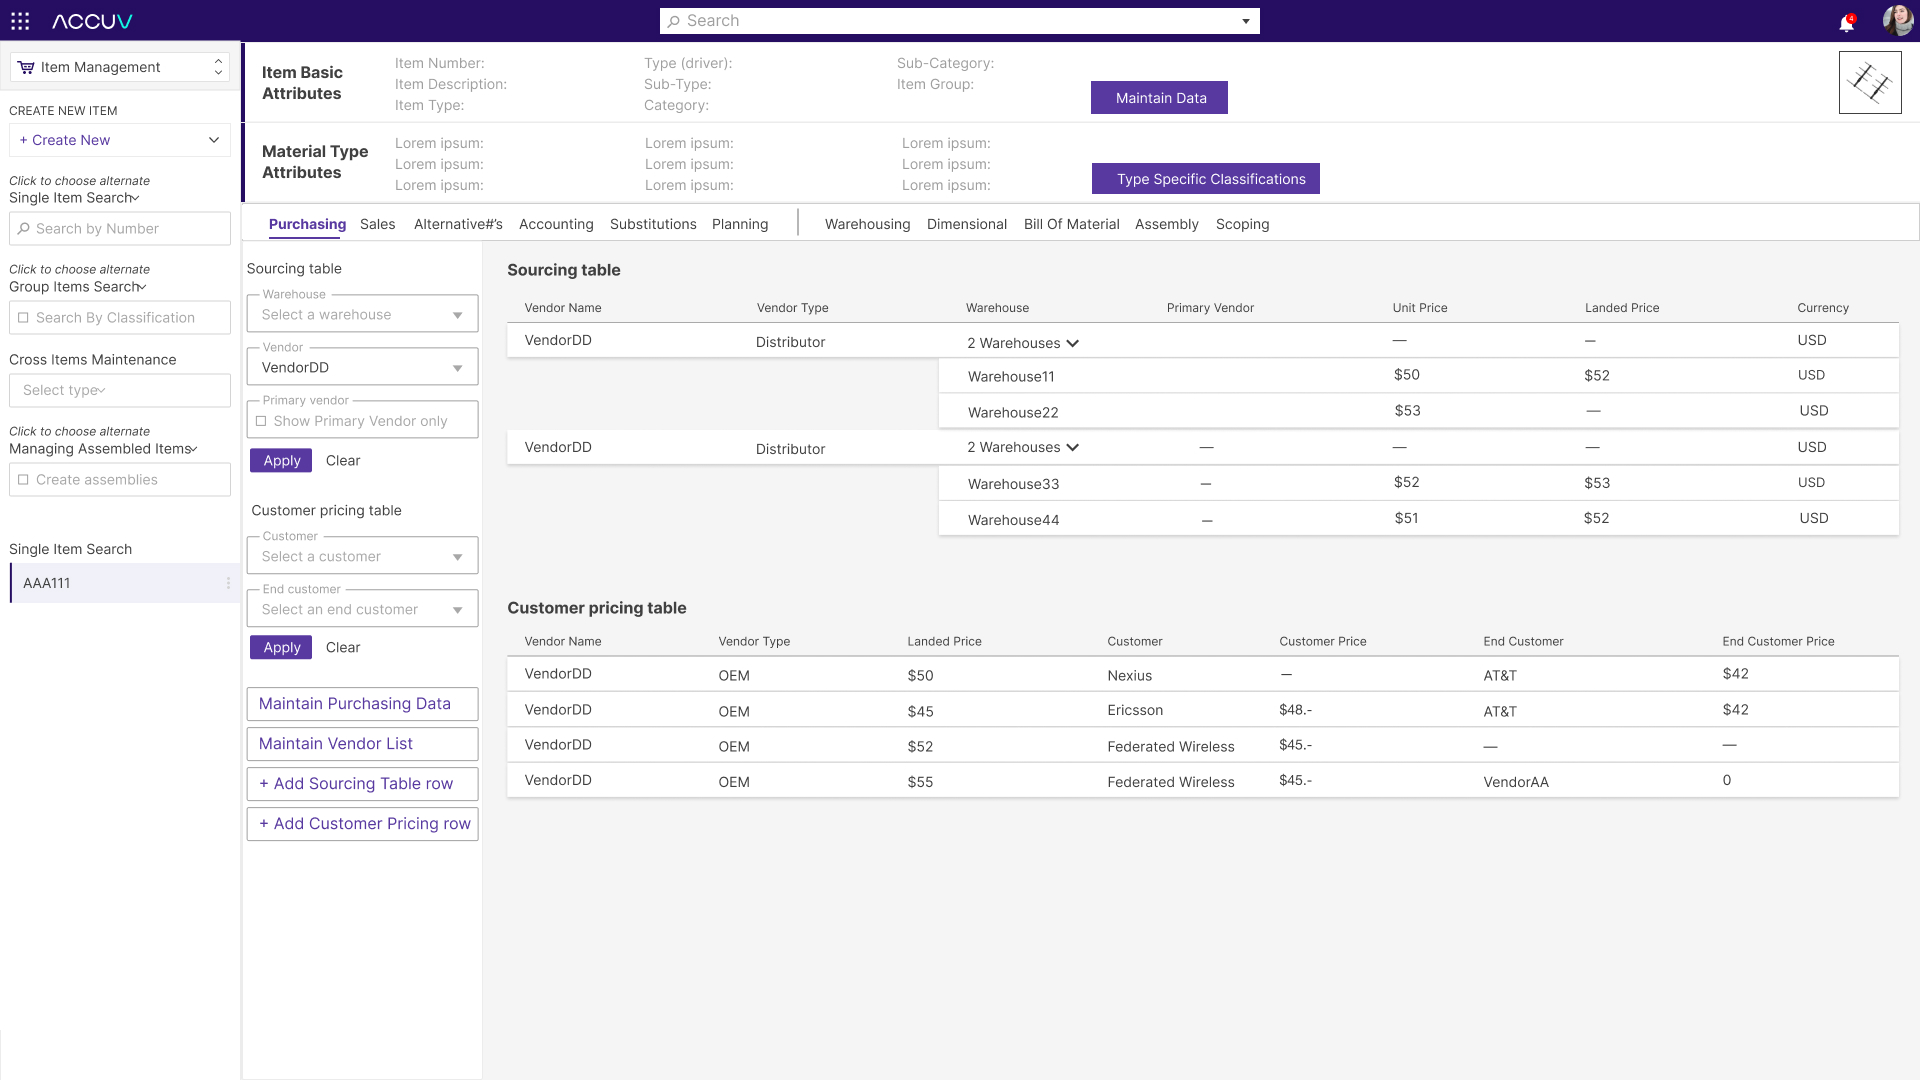 ACCUV
Search
4
Item Management
CREATE NEW ITEM
+ Create New
Click to choose alternate
Single Item Search
Search by Number
Click to choose alternate
Group Items Search
Search By Classification
Cross Items Maintenance
Select type
Click to choose alternate
Managing Assembled Items
Create assemblies
Single Item Search
AAA111
Item Basic
Attributes
Item Number:
Item Description:
Item Type:
Type (driver):
Sub-Type:
Category:
Sub-Category:
Item Group:
Maintain Data
Material Type
Attributes
Lorem ipsum:
Lorem ipsum:
Lorem ipsum:
Lorem ipsum:
Lorem ipsum:
Lorem ipsum:
Lorem ipsum:
Lorem ipsum:
Lorem ipsum:
Type Specific Classifications
Purchasing Sales Alternative#'s Accounting Substitutions Planning Warehousing Dimensional Bill Of Material Assembly Scoping
Sourcing table
Warehouse
Select a warehouse
Vendor
VendorDD
Primary vendor
Show Primary Vendor only
Apply Clear
Customer pricing table
Customer
Select a customer
End customer
Select an end customer
Apply Clear
Maintain Purchasing Data
Maintain Vendor List
+ Add Sourcing Table row
+ Add Customer Pricing row
Sourcing table
Vendor Name Vendor Type Warehouse Primary Vendor Unit Price Landed Price Currency
VendorDD Distributor 2 Warehouses — — USD
Warehouse11 $50 $52 USD
Warehouse22 $53 — USD
VendorDD Distributor 2 Warehouses — — — USD
Warehouse33 — $52 $53 USD
Warehouse44 — $51 $52 USD
Customer pricing table
Vendor Name Vendor Type Landed Price Customer Customer Price End Customer End Customer Price
VendorDD OEM $50 Nexius — AT&T $42
VendorDD OEM $45 Ericsson $48.- AT&T $42
VendorDD OEM $52 Federated Wireless $45.- — —
VendorDD OEM $55 Federated Wireless $45.- VendorAA 0